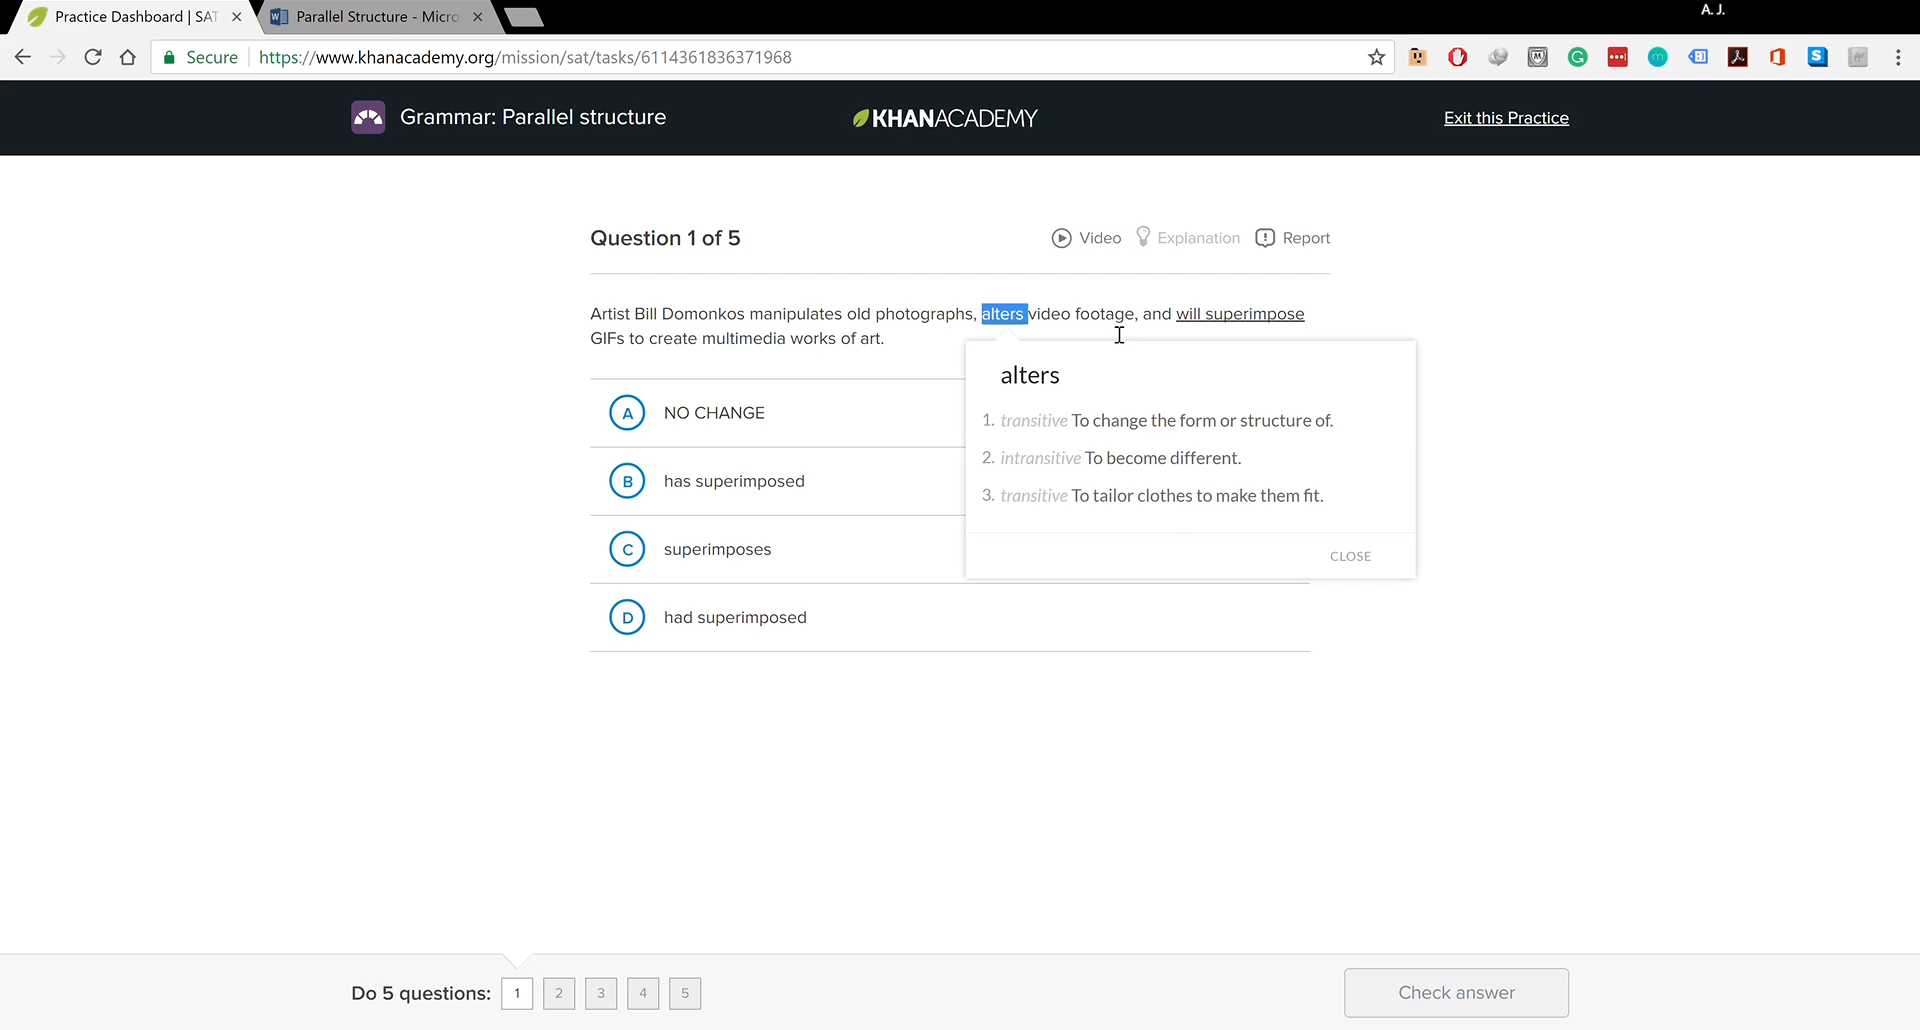 A. J.
Practice Dashboard | SAT
Parallel Structure - Micro
Secure https://www.khanacademy.org/mission/sat/tasks/6114361836371968
Grammar: Parallel structure
KHANACADEMY
Exit this Practice
Question 1 of 5
Video
Explanation
Report
Artist Bill Domonkos manipulates old photographs, alters video footage, and will superimpose
GIFs to create multimedia works of art.
A NO CHANGE
B has superimposed
C superimposes
D had superimposed
alters
1. transitive To change the form or structure of.
2. intransitive To become different.
3. transitive To tailor clothes to make them fit.
CLOSE
Do 5 questions: 1 2 3 4 5
Check answer